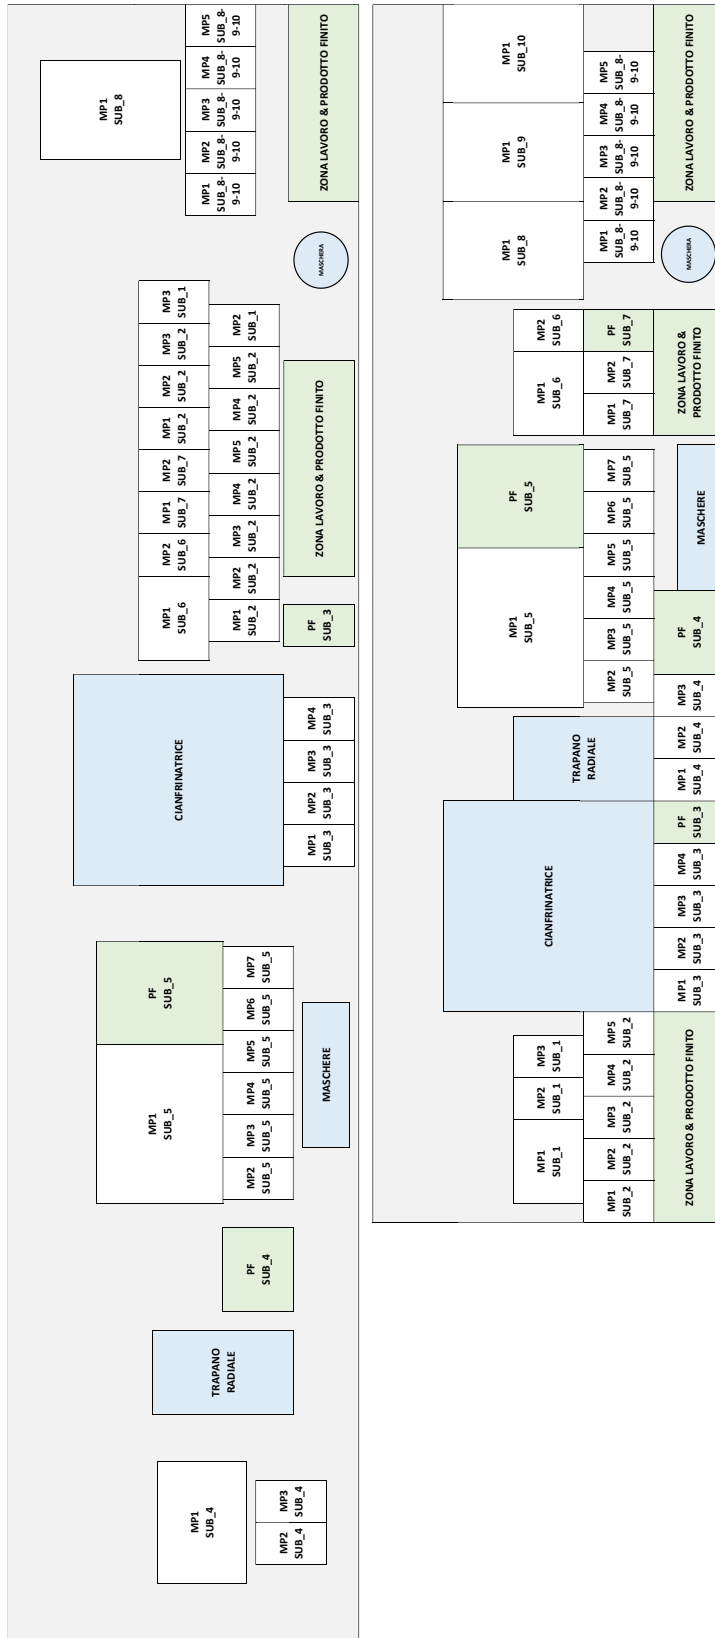 MP1
SUB_8
MP5
SUB_8-
9-10
MP4
SUB_8-
9-10
MP3
SUB_8-
9-10
MP2
SUB_8-
9-10
MP1
SUB_8-
9-10
ZONA LAVORO & PRODOTTO FINITO
MASCHERA
MP3
SUB_1
MP3
SUB_2
MP2
SUB_2
MP1
SUB_2
MP2
SUB_7
MP1
SUB_7
MP2
SUB_6
MP1
SUB_6
MP2
SUB_1
MP5
SUB_2
MP4
SUB_2
MP5
SUB_2
MP4
SUB_2
MP3
SUB_2
MP2
SUB_2
MP1
SUB_2
ZONA LAVORO & PRODOTTO FINITO
PF
SUB_3
CIANFRINATRICE
MP4
SUB_3
MP3
SUB_3
MP2
SUB_3
MP1
SUB_3
PF
SUB_5
MP1
SUB_5
MP7
SUB_5
MP6
SUB_5
MP5
SUB_5
MP4
SUB_5
MP3
SUB_5
MP2
SUB_5
MASCHERE
PF
SUB_4
TRAPANO
RADIALE
MP1
SUB_4
MP3
SUB_4
MP2
SUB_4
MP1
SUB_10
MP1
SUB_9
MP1
SUB_8
MP5
SUB_8-
9-10
MP4
SUB_8-
9-10
MP3
SUB_8-
9-10
MP2
SUB_8-
9-10
MP1
SUB_8-
9-10
ZONA LAVORO & PRODOTTO FINITO
MASCHERA
MP2
SUB_6
MP1
SUB_6
PF
SUB_7
MP2
SUB_7
MP1
SUB_7
ZONA LAVORO &
PRODOTTO FINITO
PF
SUB_5
MP1
SUB_5
MP7
SUB_5
MP6
SUB_5
MP5
SUB_5
MP4
SUB_5
MP3
SUB_5
MP2
SUB_5
MASCHERE
PF
SUB_4
MP3
SUB_4
MP2
SUB_4
MP1
SUB_4
TRAPANO
RADIALE
CIANFRINATRICE
PF
SUB_3
MP4
SUB_3
MP3
SUB_3
MP2
SUB_3
MP1
SUB_3
MP3
SUB_1
MP2
SUB_1
MP1
SUB_1
MP5
SUB_2
MP4
SUB_2
MP3
SUB_2
MP2
SUB_2
MP1
SUB_2
ZONA LAVORO & PRODOTTO FINITO